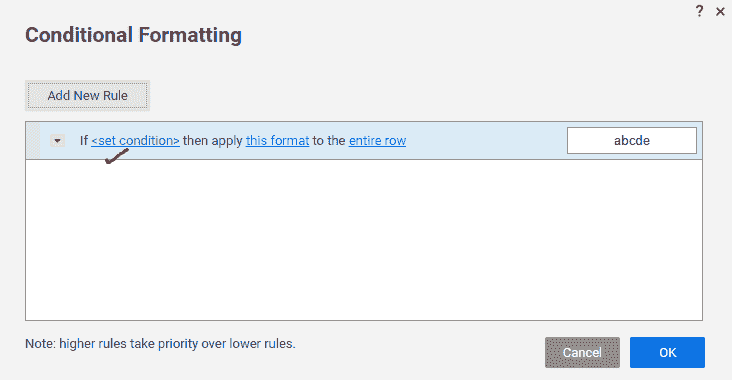 ? ×
Conditional Formatting
Add New Rule
If <set condition> then apply this format to the entire row abcde
Note: higher rules take priority over lower rules.
Cancel OK